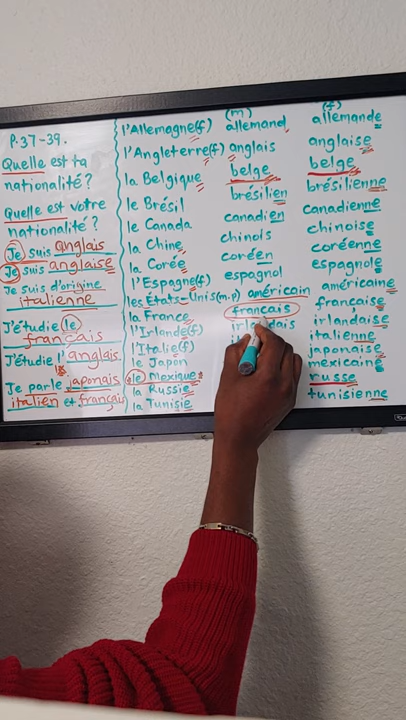 P.37-39.
Quelle est ta
nationalité?
Quelle est votre
nationalité?
Je suis anglais
Je suis anglaise
Je suis d'origine
italienne
J'étudie le
français
J'étudie l'anglais.
Je parle japonais
italien et français
(m) (f)
l'Allemagne(f) allemand allemande
l'Angleterre(f) anglais anglaise
la Belgique belge belge
le Brésil brésilien brésilienne
le Canada canadien canadienne
la Chine chinois chinoise
la Corée coréen coréenne
l'Espagne(f) espagnol espagnole
les États-Unis(m.p) américain américaine
la France français française
l'Irlande(f) irlandais irlandaise
l'Italie(f) italienne
le Japon japonaise
le Mexique mexicaine
la Russie russe
la Tunisie tunisienne